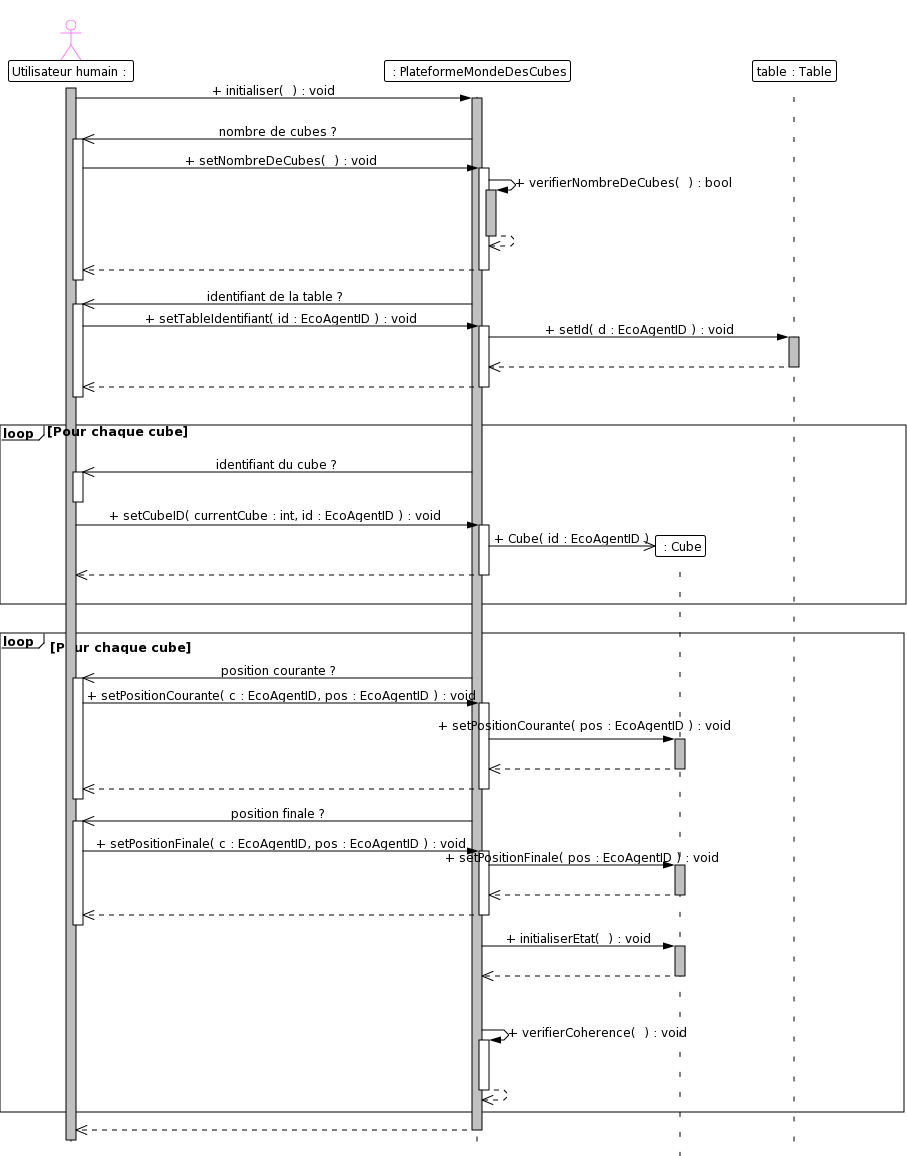 Utilisateur humain :
: PlateformeMondeDesCubes
table : Table
+ initialiser( ) : void
nombre de cubes ?
+ setNombreDeCubes( ) : void
+ verifierNombreDeCubes( ) : bool
identifiant de la table ?
+ setTableIdentifiant( id : EcoAgentID ) : void
+ setId( d : EcoAgentID ) : void
loop [Pour chaque cube]
identifiant du cube ?
+ setCubeID( currentCube : int, id : EcoAgentID ) : void
+ Cube( id : EcoAgentID )
: Cube
loop [Pour chaque cube]
position courante ?
+ setPositionCourante( c : EcoAgentID, pos : EcoAgentID ) : void
+ setPositionCourante( pos : EcoAgentID ) : void
position finale ?
+ setPositionFinale( c : EcoAgentID, pos : EcoAgentID ) : void
+ setPositionFinale( pos : EcoAgentID ) : void
+ initialiserEtat( ) : void
+ verifierCoherence( ) : void